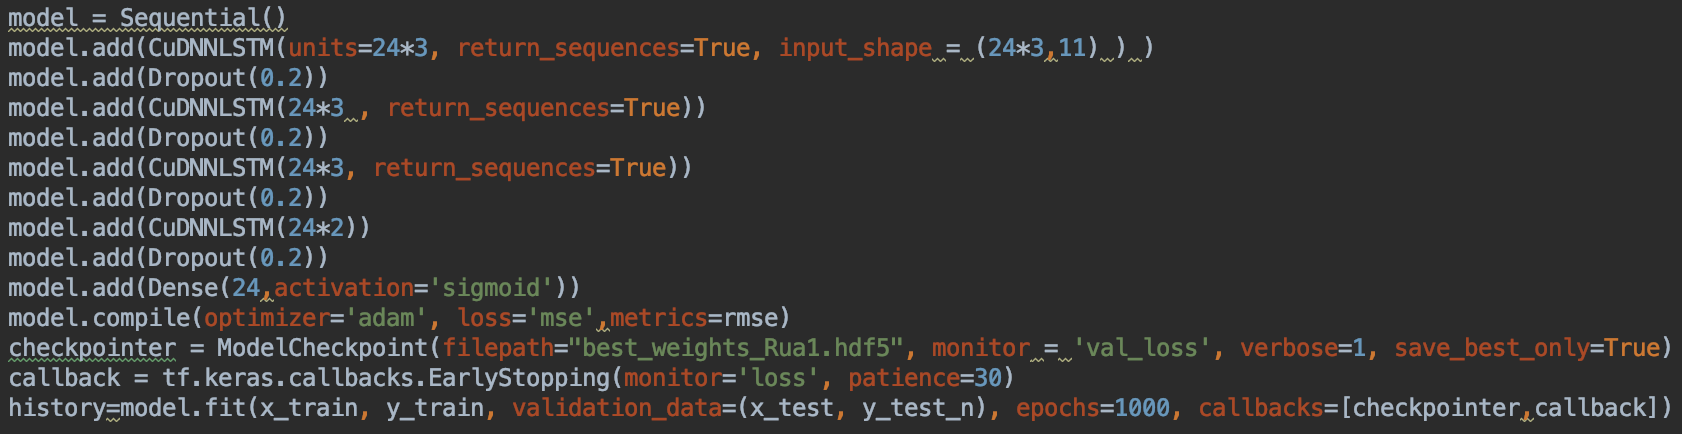 model = Sequential()
model.add(CuDNNLSTM(units=24*3, return_sequences=True, input_shape = (24*3,11) ) )
model.add(Dropout(0.2))
model.add(CuDNNLSTM(24*3 , return_sequences=True))
model.add(Dropout(0.2))
model.add(CuDNNLSTM(24*3, return_sequences=True))
model.add(Dropout(0.2))
model.add(CuDNNLSTM(24*2))
model.add(Dropout(0.2))
model.add(Dense(24,activation='sigmoid'))
model.compile(optimizer='adam', loss='mse',metrics=rmse)
checkpointer = ModelCheckpoint(filepath="best_weights_Rua1.hdf5", monitor = 'val_loss', verbose=1, save_best_only=True)
callback = tf.keras.callbacks.EarlyStopping(monitor='loss', patience=30)
history=model.fit(x_train, y_train, validation_data=(x_test, y_test_n), epochs=1000, callbacks=[checkpointer,callback])